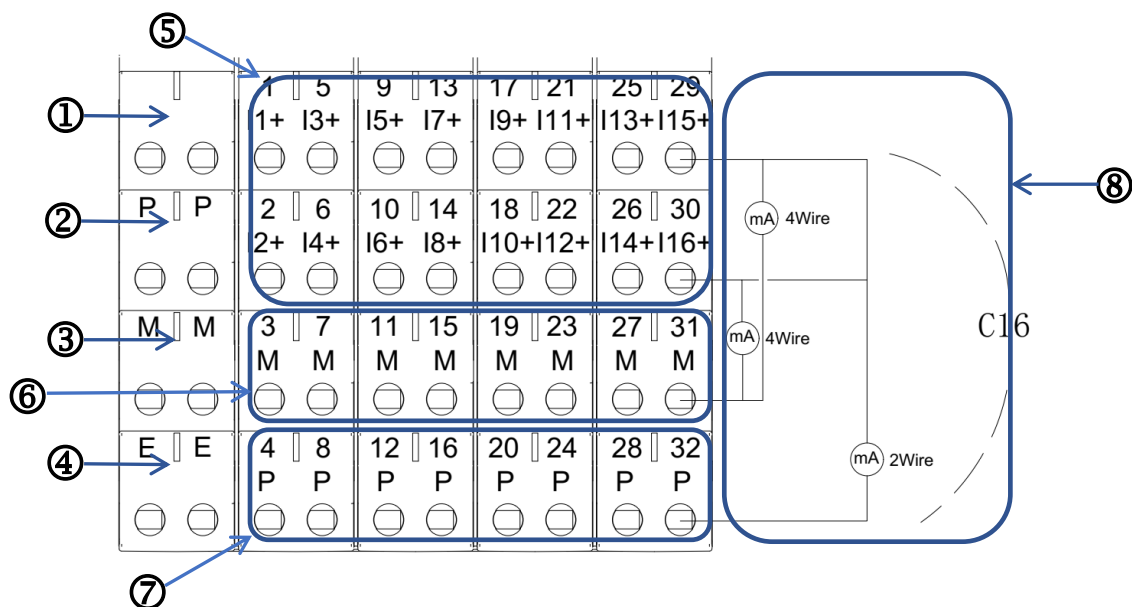 ⑤
①
1 5 9 13 17 21 25 29
I1+ I3+ I5+ I7+ I9+ I11+ I13+ I15+
⑧
②
P P 2 6 10 14 18 22 26 30
I2+ I4+ I6+ I8+ I10+ I12+ I14+ I16+
mA 4Wire
③
M M 3 7 11 15 19 23 27 31
M M M M M M M M
mA 4Wire
C16
⑥
④
E E 4 8 12 16 20 24 28 32
P P P P P P P P
mA 2Wire
⑦